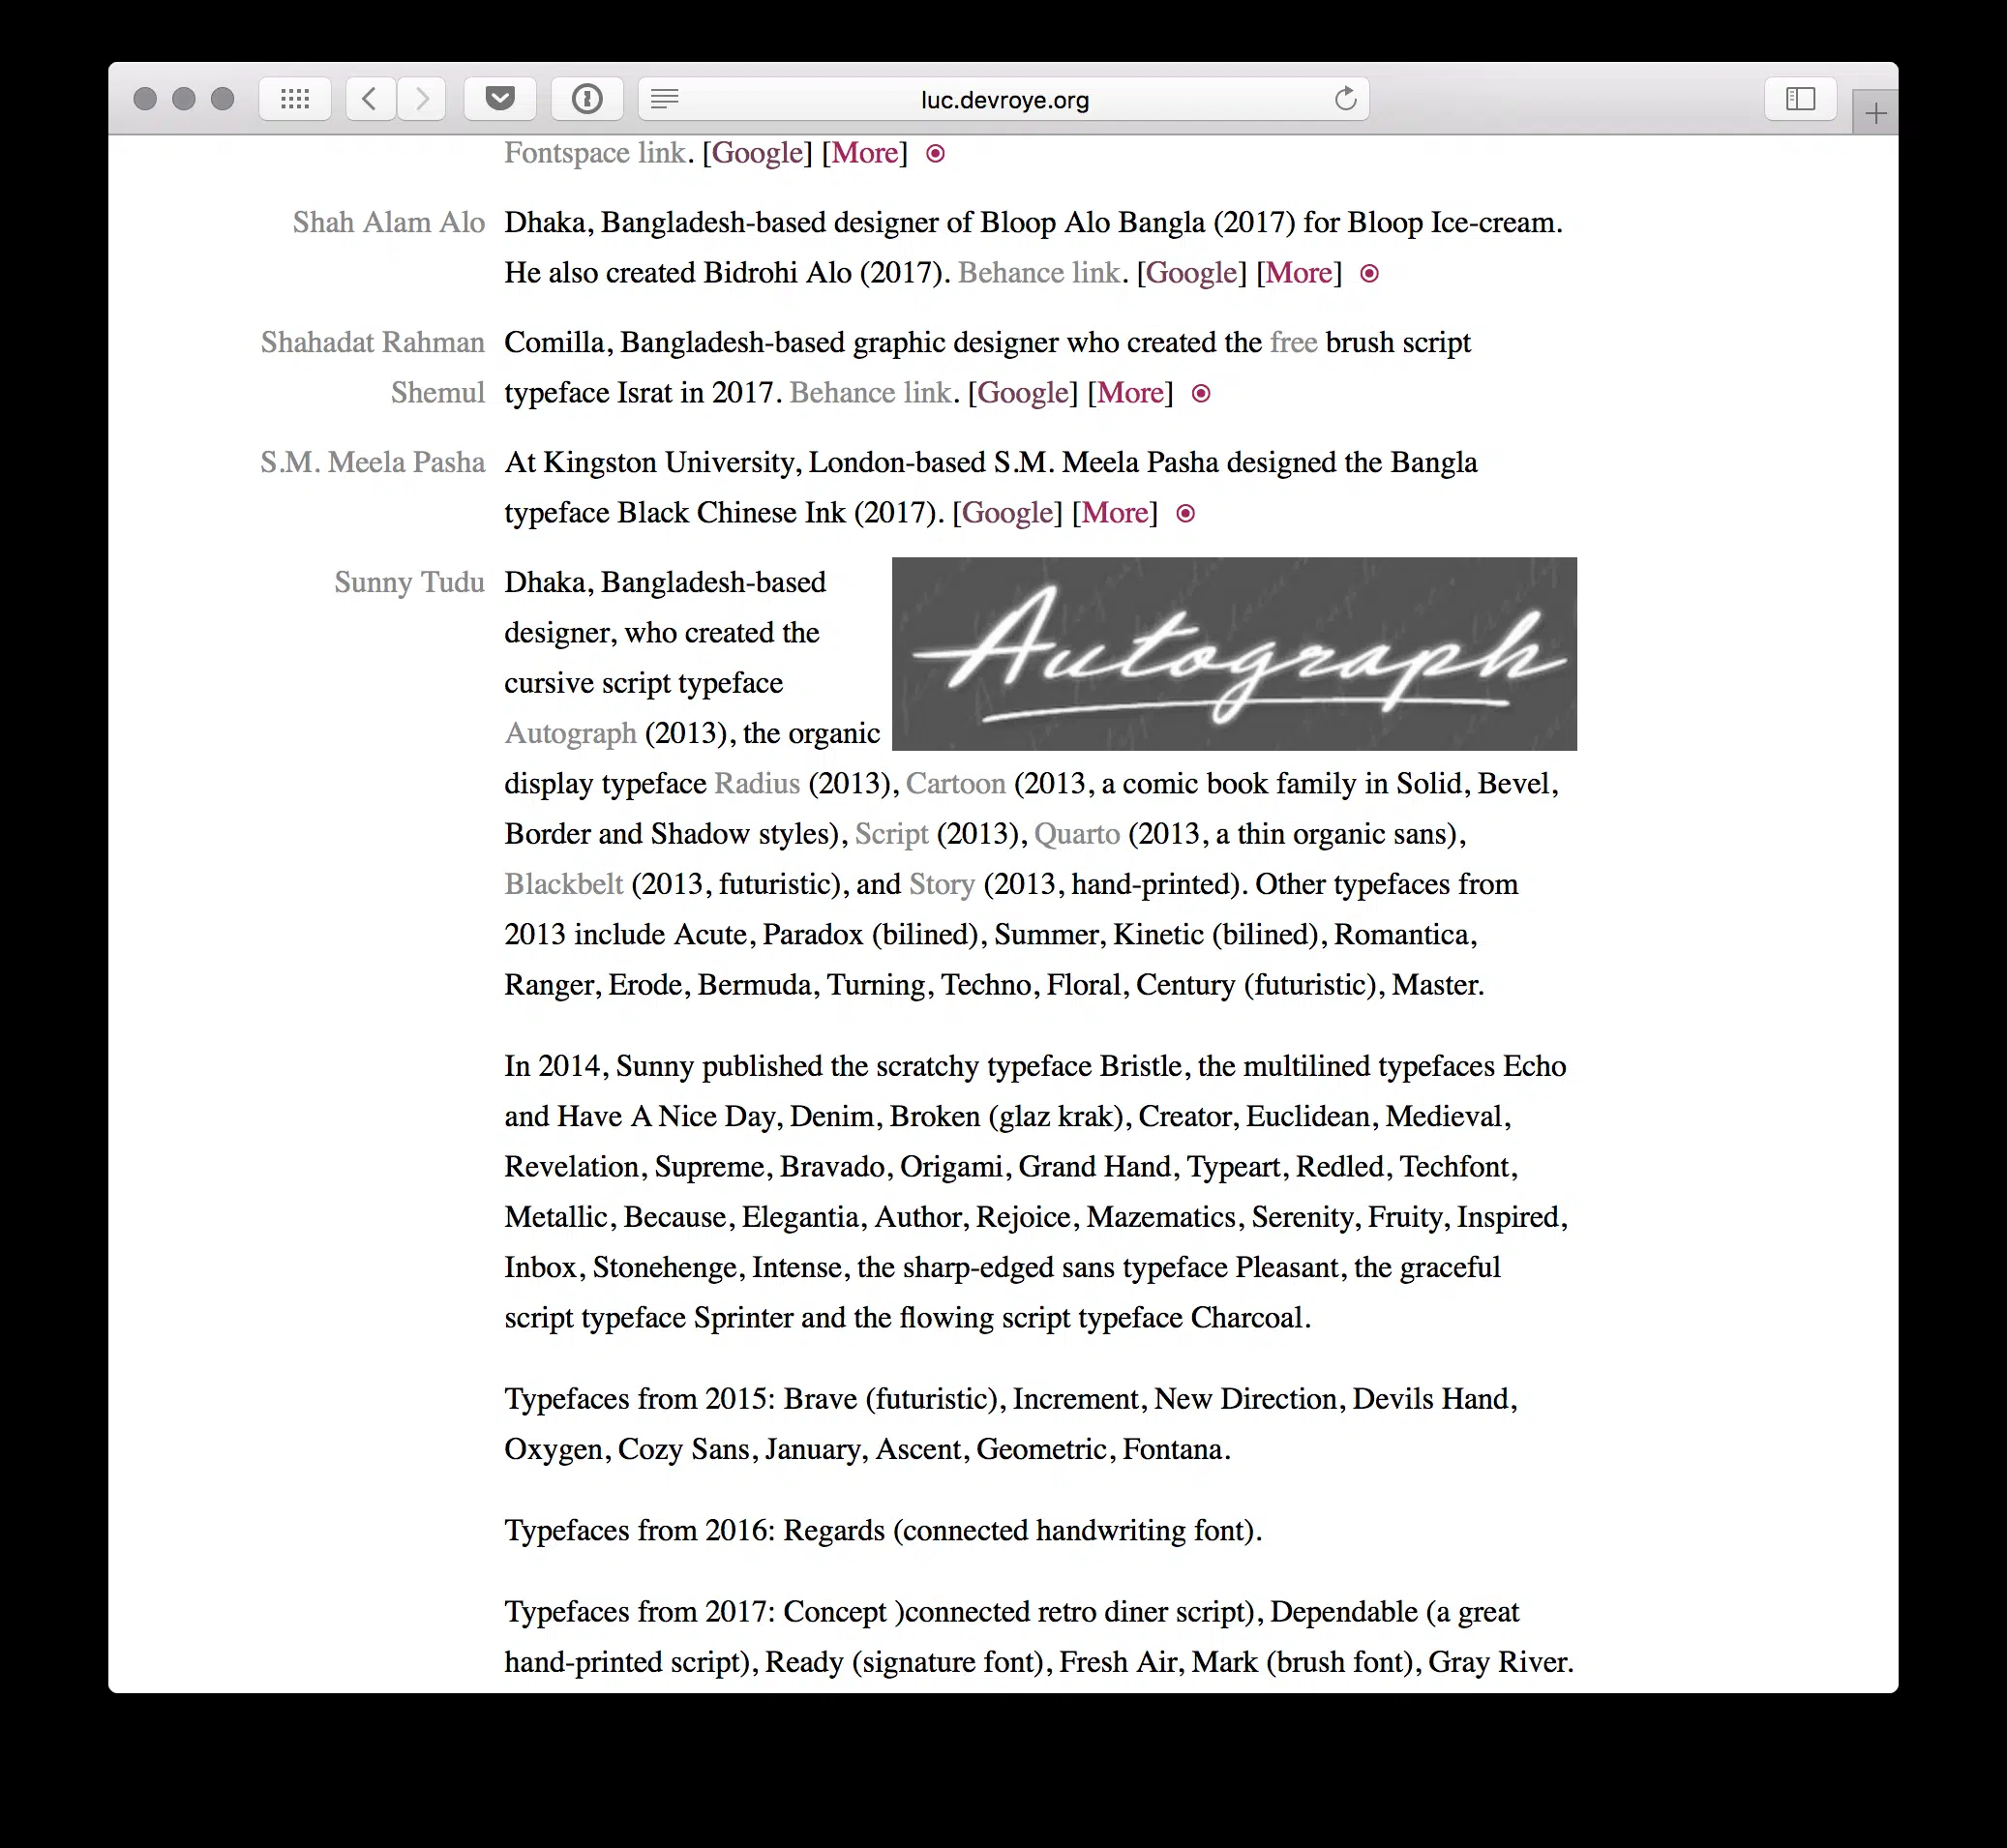 luc.devroye.org
Fontspace link. [Google] [More]
Shah Alam Alo Dhaka, Bangladesh-based designer of Bloop Alo Bangla (2017) for Bloop Ice-cream.
He also created Bidrohi Alo (2017). Behance link. [Google] [More]
Shahadat Rahman Comilla, Bangladesh-based graphic designer who created the free brush script
Shemul typeface Israt in 2017. Behance link. [Google] [More]
S.M. Meela Pasha At Kingston University, London-based S.M. Meela Pasha designed the Bangla
typeface Black Chinese Ink (2017). [Google] [More]
Sunny Tudu Dhaka, Bangladesh-based
designer, who created the
cursive script typeface
Autograph (2013), the organic
Autograph
display typeface Radius (2013), Cartoon (2013, a comic book family in Solid, Bevel,
Border and Shadow styles), Script (2013), Quarto (2013, a thin organic sans),
Blackbelt (2013, futuristic), and Story (2013, hand-printed). Other typefaces from
2013 include Acute, Paradox (bilined), Summer, Kinetic (bilined), Romantica,
Ranger, Erode, Bermuda, Turning, Techno, Floral, Century (futuristic), Master.
In 2014, Sunny published the scratchy typeface Bristle, the multilined typefaces Echo
and Have A Nice Day, Denim, Broken (glaz krak), Creator, Euclidean, Medieval,
Revelation, Supreme, Bravado, Origami, Grand Hand, Typeart, Redled, Techfont,
Metallic, Because, Elegantia, Author, Rejoice, Mazematics, Serenity, Fruity, Inspired,
Inbox, Stonehenge, Intense, the sharp-edged sans typeface Pleasant, the graceful
script typeface Sprinter and the flowing script typeface Charcoal.
Typefaces from 2015: Brave (futuristic), Increment, New Direction, Devils Hand,
Oxygen, Cozy Sans, January, Ascent, Geometric, Fontana.
Typefaces from 2016: Regards (connected handwriting font).
Typefaces from 2017: Concept )connected retro diner script), Dependable (a great
hand-printed script), Ready (signature font), Fresh Air, Mark (brush font), Gray River.